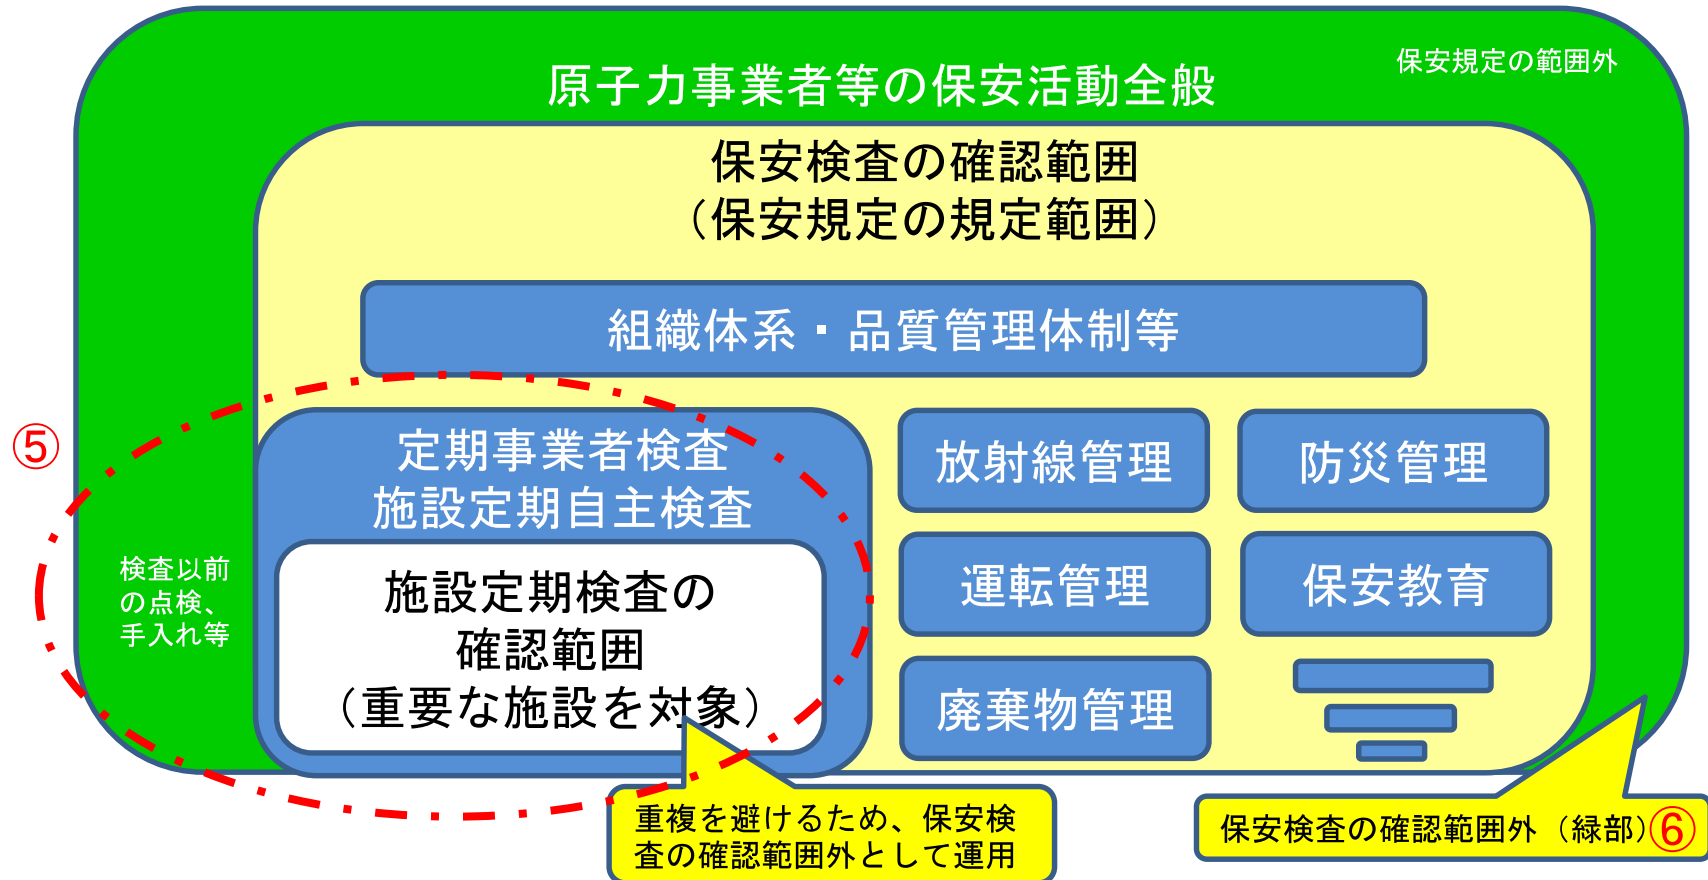 保安規定の範囲外
原子力事業者等の保安活動全般
保安検査の確認範囲
（保安規定の規定範囲）
組織体系・品質管理体制等
⑤
定期事業者検査
施設定期自主検査
放射線管理
防災管理
検査以前
の点検、
手入れ等
施設定期検査の
確認範囲
（重要な施設を対象）
運転管理
保安教育
廃棄物管理
重複を避けるため、保安検
査の確認範囲外として運用
保安検査の確認範囲外（緑部）⑥